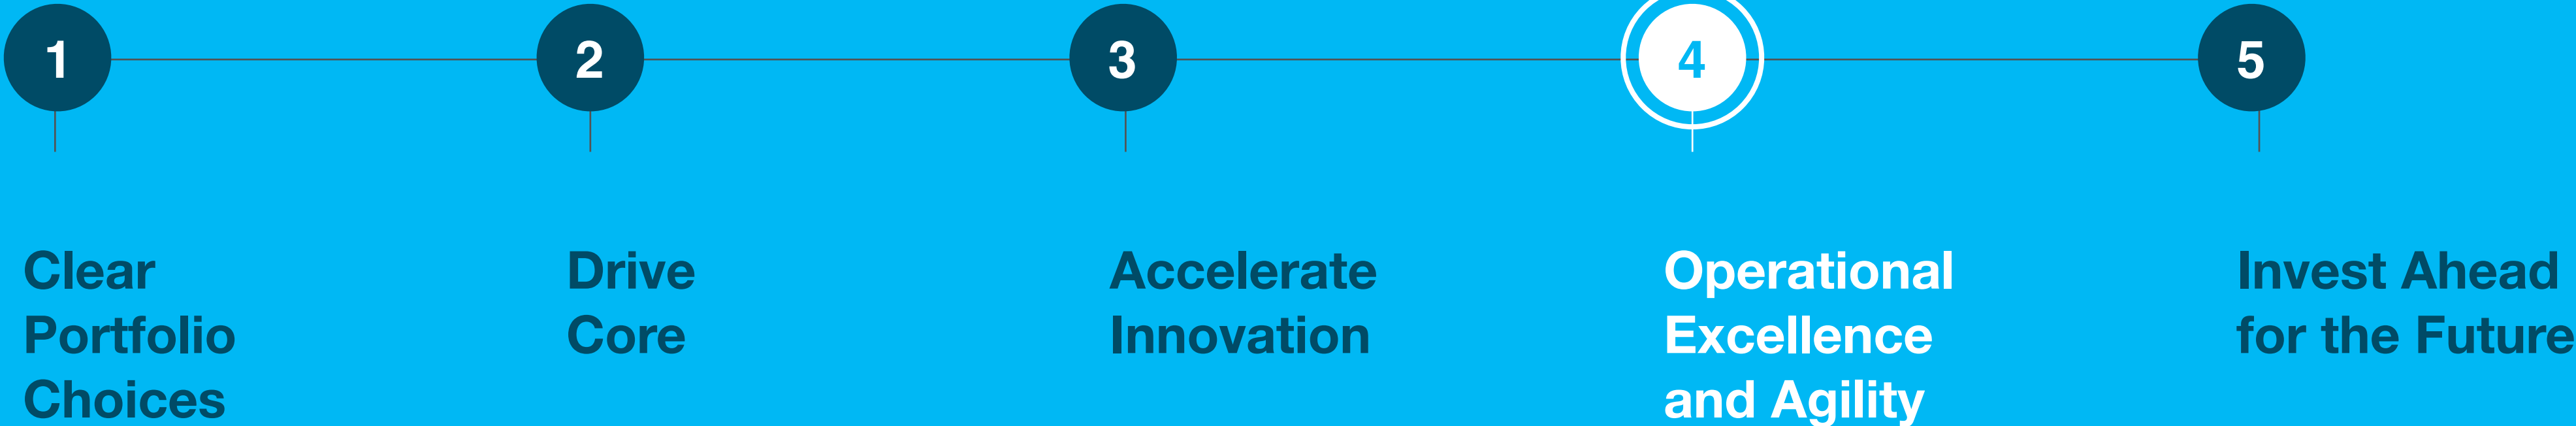 1
2
3
4
5
Clear
Portfolio
Choices
Drive
Core
Accelerate
Innovation
Operational
Excellence
and Agility
Invest Ahead
for the Future